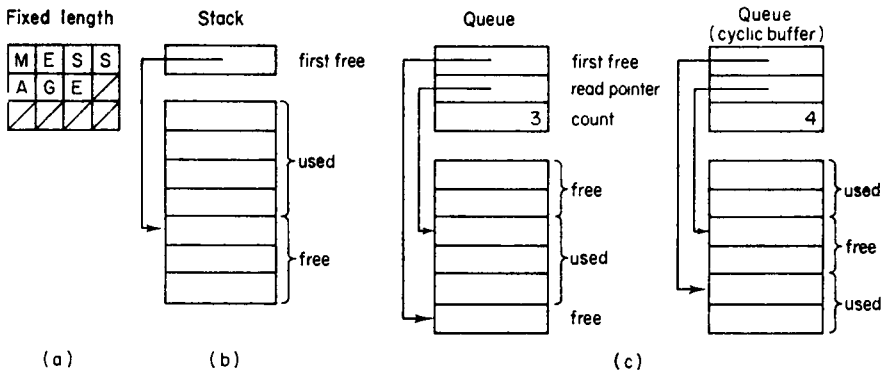 Fixed length
M E S S
A G E
(a)
Stack
first free
used
free
(b)
Queue
first free
read pointer
3 count
free
used
free
Queue
(cyclic buffer)
4
used
free
used
(c)